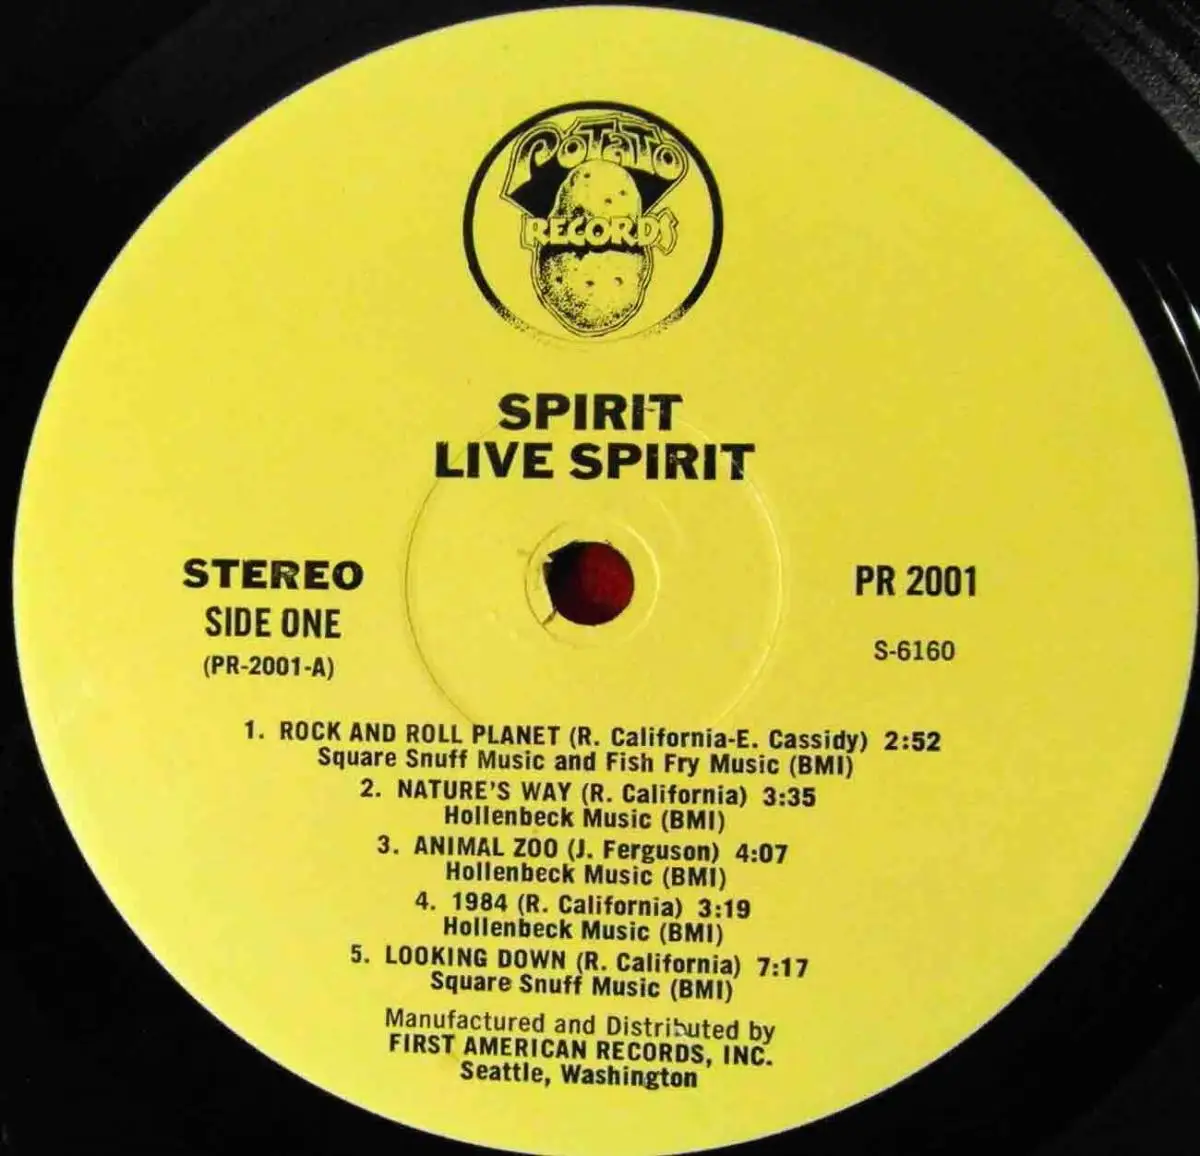 POTATO
RECORDS
SPIRIT
LIVE SPIRIT
STEREO
SIDE ONE
(PR-2001-A)
PR 2001
S-6160
1. ROCK AND ROLL PLANET (R. California-E. Cassidy) 2:52
Square Snuff Music and Fish Fry Music (BMI)
2. NATURE'S WAY (R. California) 3:35
Hollenbeck Music (BMI)
3. ANIMAL ZOO (J. Ferguson) 4:07
Hollenbeck Music (BMI)
4. 1984 (R. California) 3:19
Hollenbeck Music (BMI)
5. LOOKING DOWN (R. California) 7:17
Square Snuff Music (BMI)
Manufactured and Distributed by
FIRST AMERICAN RECORDS, INC.
Seattle, Washington